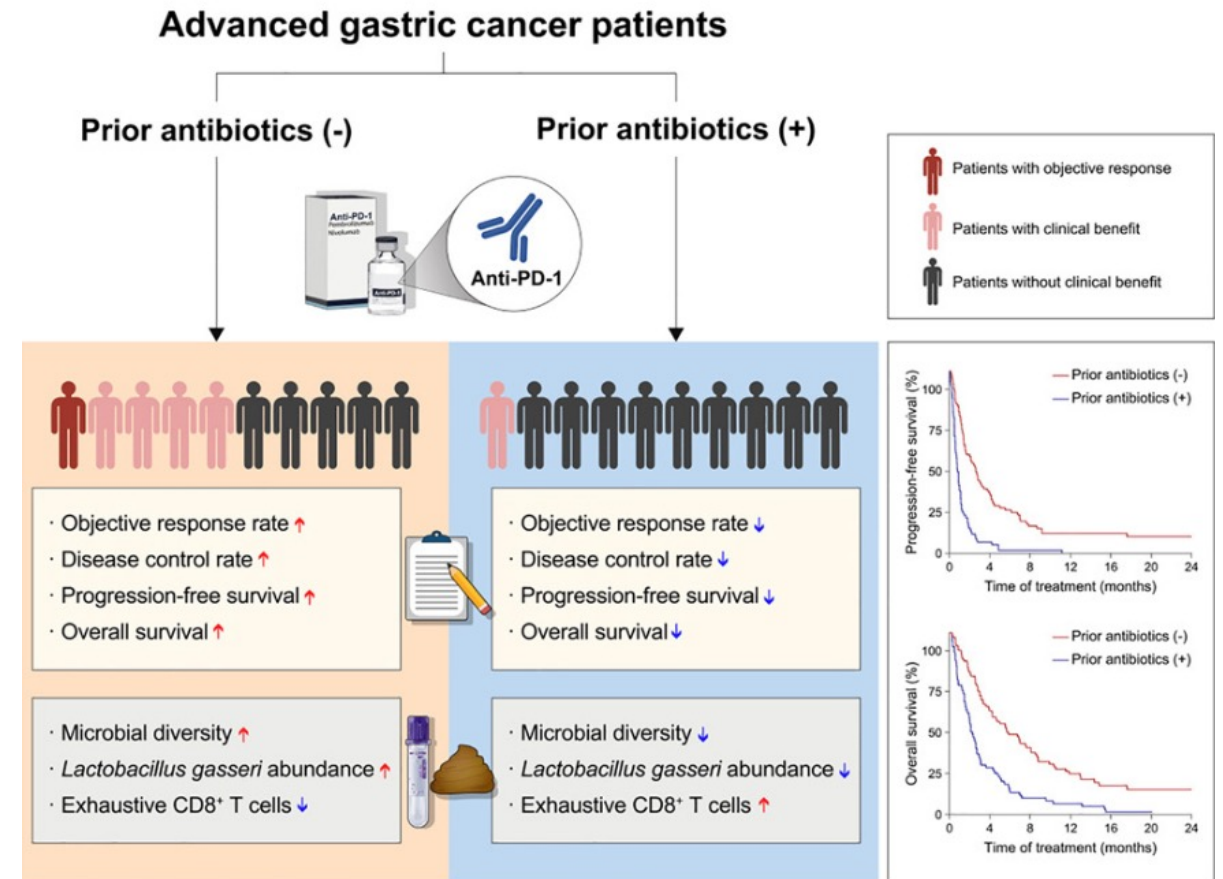 Advanced gastric cancer patients
Prior antibiotics (-)
Prior antibiotics (+)
Anti-PD-1
Pembrolizumab
Nivolumab
Anti-PD-1
Anti-PD-1
Patients with objective response
Patients with clinical benefit
Patients without clinical benefit
· Objective response rate ↑
· Disease control rate ↑
· Progression-free survival ↑
· Overall survival ↑
· Objective response rate ↓
· Disease control rate ↓
· Progression-free survival ↓
· Overall survival ↓
· Microbial diversity ↑
· Lactobacillus gasseri abundance ↑
· Exhaustive CD8⁺ T cells ↓
· Microbial diversity ↓
· Lactobacillus gasseri abundance ↓
· Exhaustive CD8⁺ T cells ↑
Progression-free survival (%)
100
75
50
25
0
Prior antibiotics (-)
Prior antibiotics (+)
0 4 8 12 16 20 24
Time of treatment (months)
Overall survival (%)
100
75
50
25
0
Prior antibiotics (-)
Prior antibiotics (+)
0 4 8 12 16 20 24
Time of treatment (months)